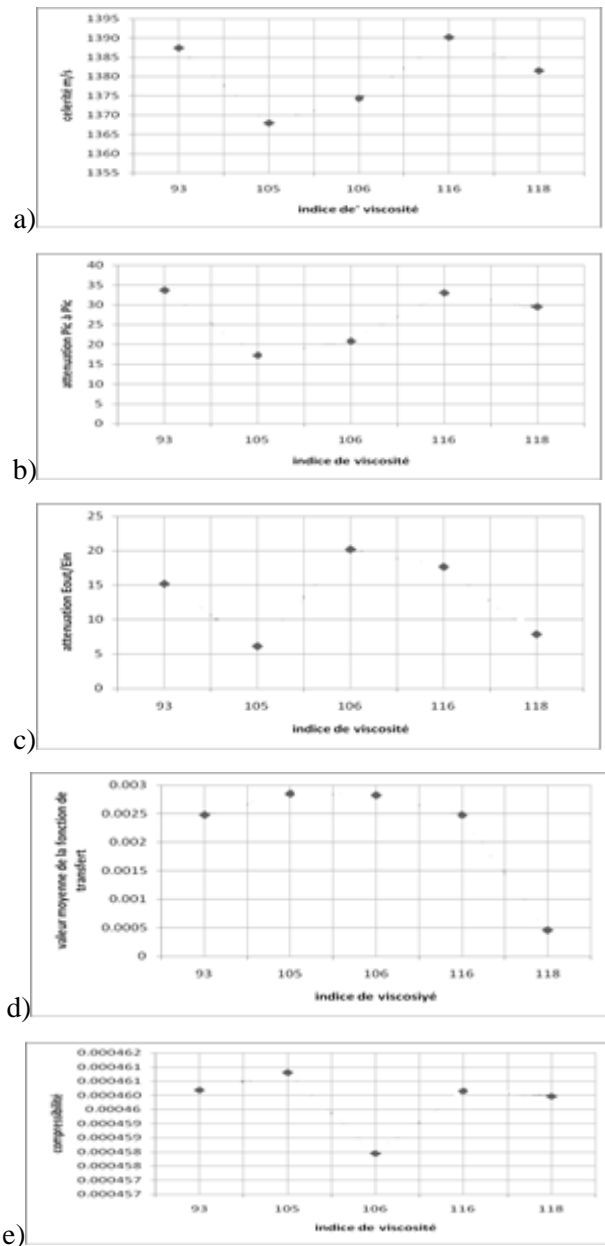 celerité m/s
1395
1390
1385
1380
1375
1370
1365
1360
1355
93 105 106 116 118
indice de' viscosité
a)
attenuation Pic à Pic
40
35
30
25
20
15
10
5
0
93 105 106 116 118
indice de viscosité
b)
attenuation Eout/Ein
25
20
15
10
5
0
93 105 106 116 118
indice de viscosité
c)
valeur moyenne de la fonction de
transfert
0.003
0.0025
0.002
0.001
0.001
0.0005
0
93 105 106 116 118
indice de viscosiyé
d)
compressibilité
0.000462
0.000461
0.000461
0.000460
0.00046
0.000459
0.000459
0.000458
0.000458
0.000457
0.000457
93 105 106 116 118
indice de viscosité
e)